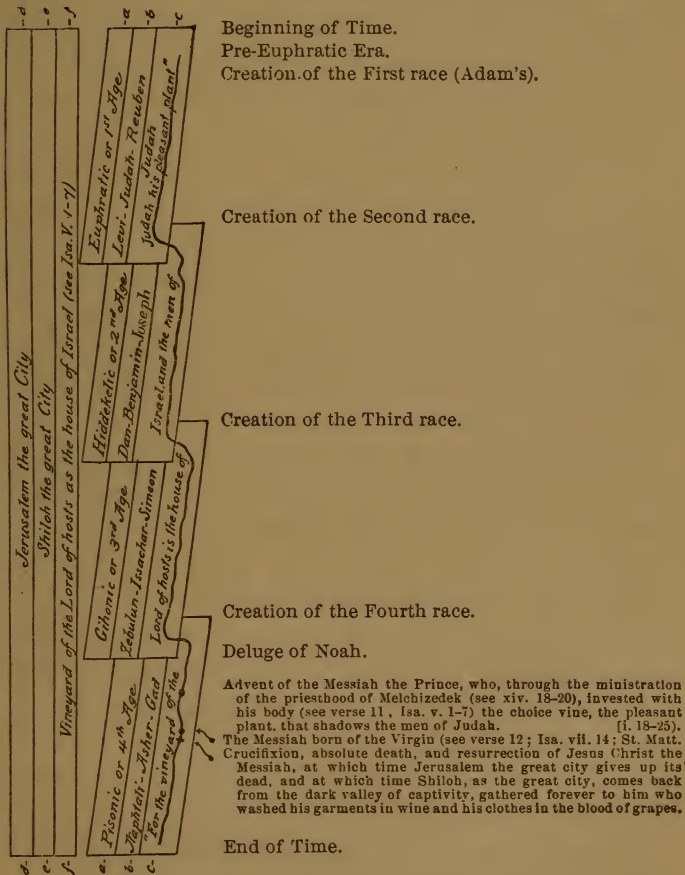 -d
-e
-f
-a
-b
-c
Jerusalem the great City
Shiloh the great City
Vineyard of the Lord of hosts as the house of Israel (see Isa. V. 1-7)
Euphratic or 1st Age
Levi-Judah-Reuben
Judah
Judah his pleasant plant"
Hiddekelic or 2nd Age
Dan-Benjamin-Joseph
Israel, and the men of
Gihonic or 3rd Age
Zebulun-Issachar-Simeon
Lord of hosts is the house of
Pisonic or 4th Age
Naphtali-Asher-Gad
"For the vineyard of the
d-
e-
f-
a-
b-
c-
Beginning of Time.
Pre-Euphratic Era.
Creation.of the First race (Adam's).
Creation of the Second race.
Creation of the Third race.
Creation of the Fourth race.
Deluge of Noah.
Advent of the Messiah the Prince, who, through the ministration
of the priesthood of Melchizedek (see xiv. 18-20), invested with
his body (see verse 11, Isa. v. 1-7) the choice vine, the pleasant
plant. that shadows the men of Judah. [i. 18-25).
The Messiah born of the Virgin (see verse 12; Isa. vii. 14; St. Matt.
Crucifixion, absolute death, and resurrection of Jesus Christ the
Messiah, at which time Jerusalem the great city gives up its
dead, and at which time Shiloh, as the great city, comes back
from the dark valley of captivity, gathered forever to him who
washed his garments in wine and his clothes in the blood of grapes.
End of Time.